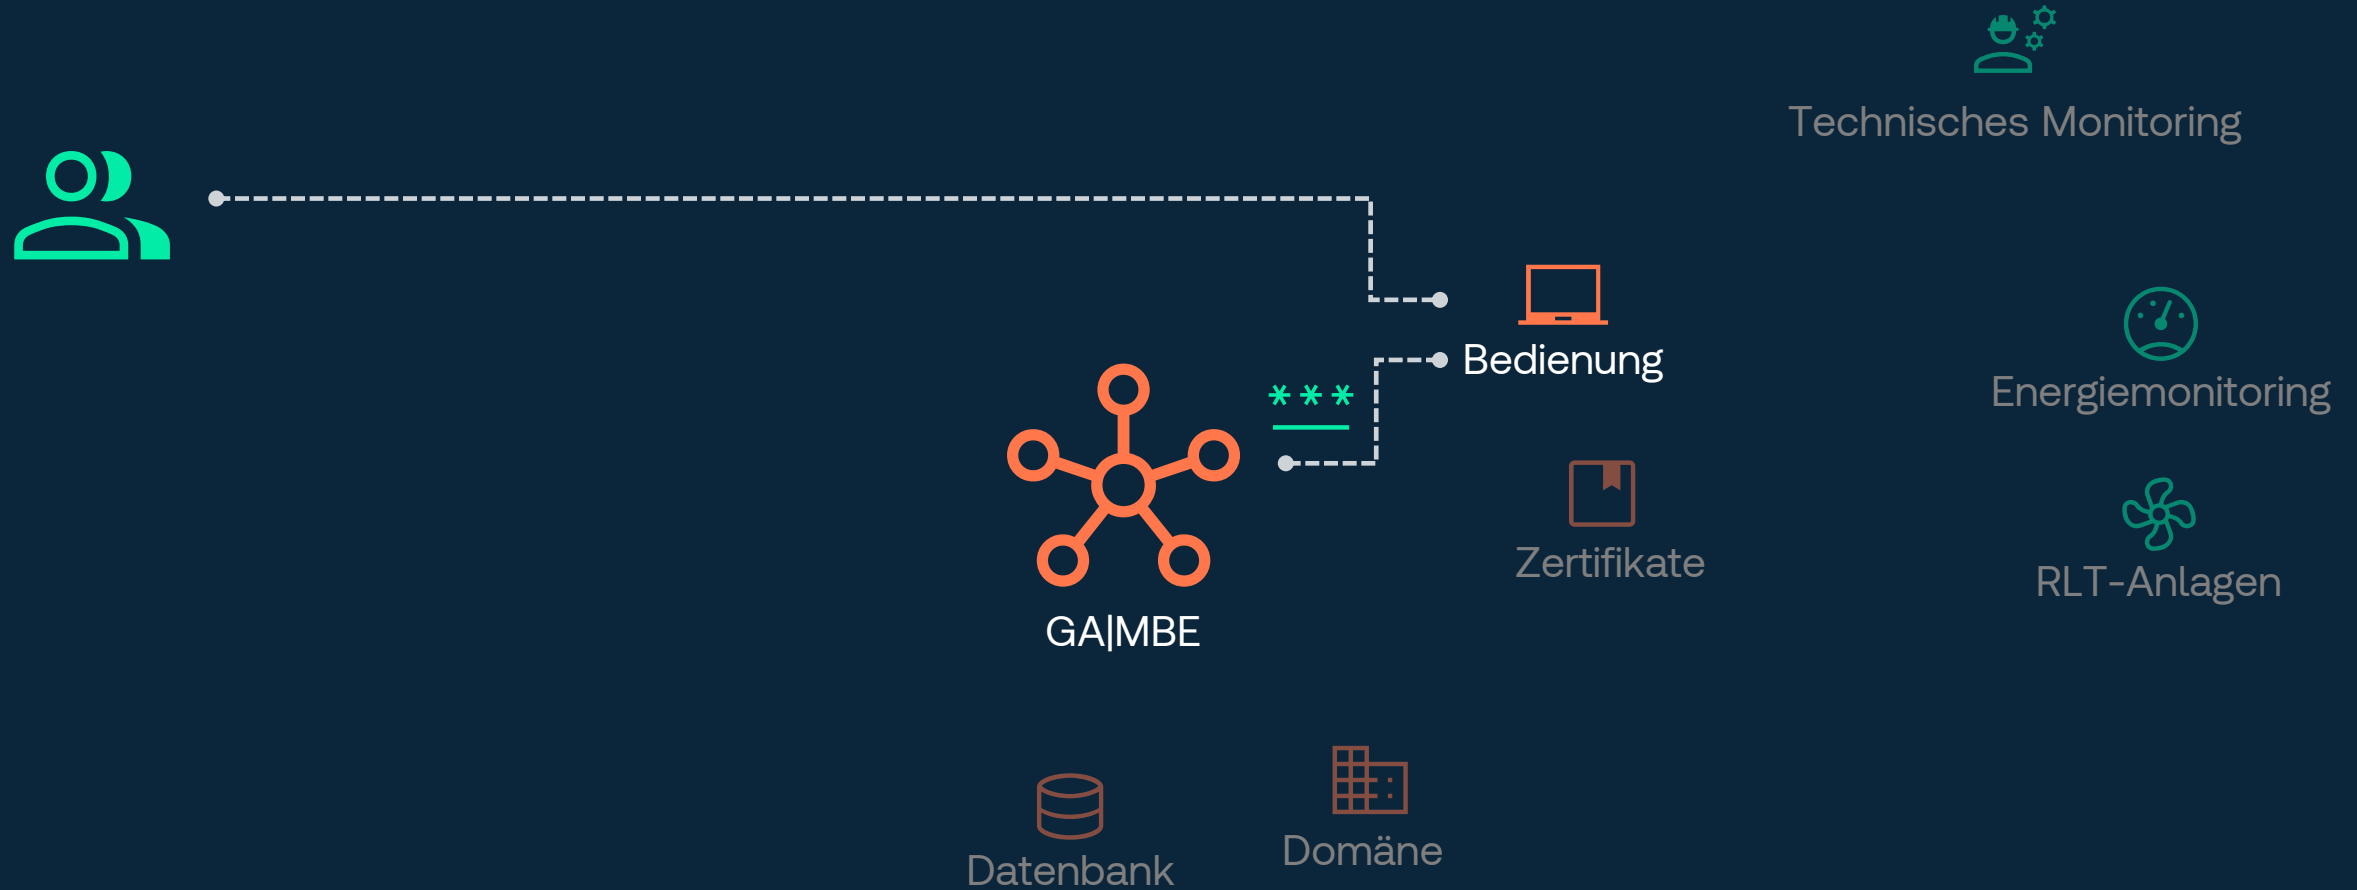 Technisches Monitoring
Bedienung
Energiemonitoring
***
Zertifikate
RLT-Anlagen
GA|MBE
Domäne
Datenbank